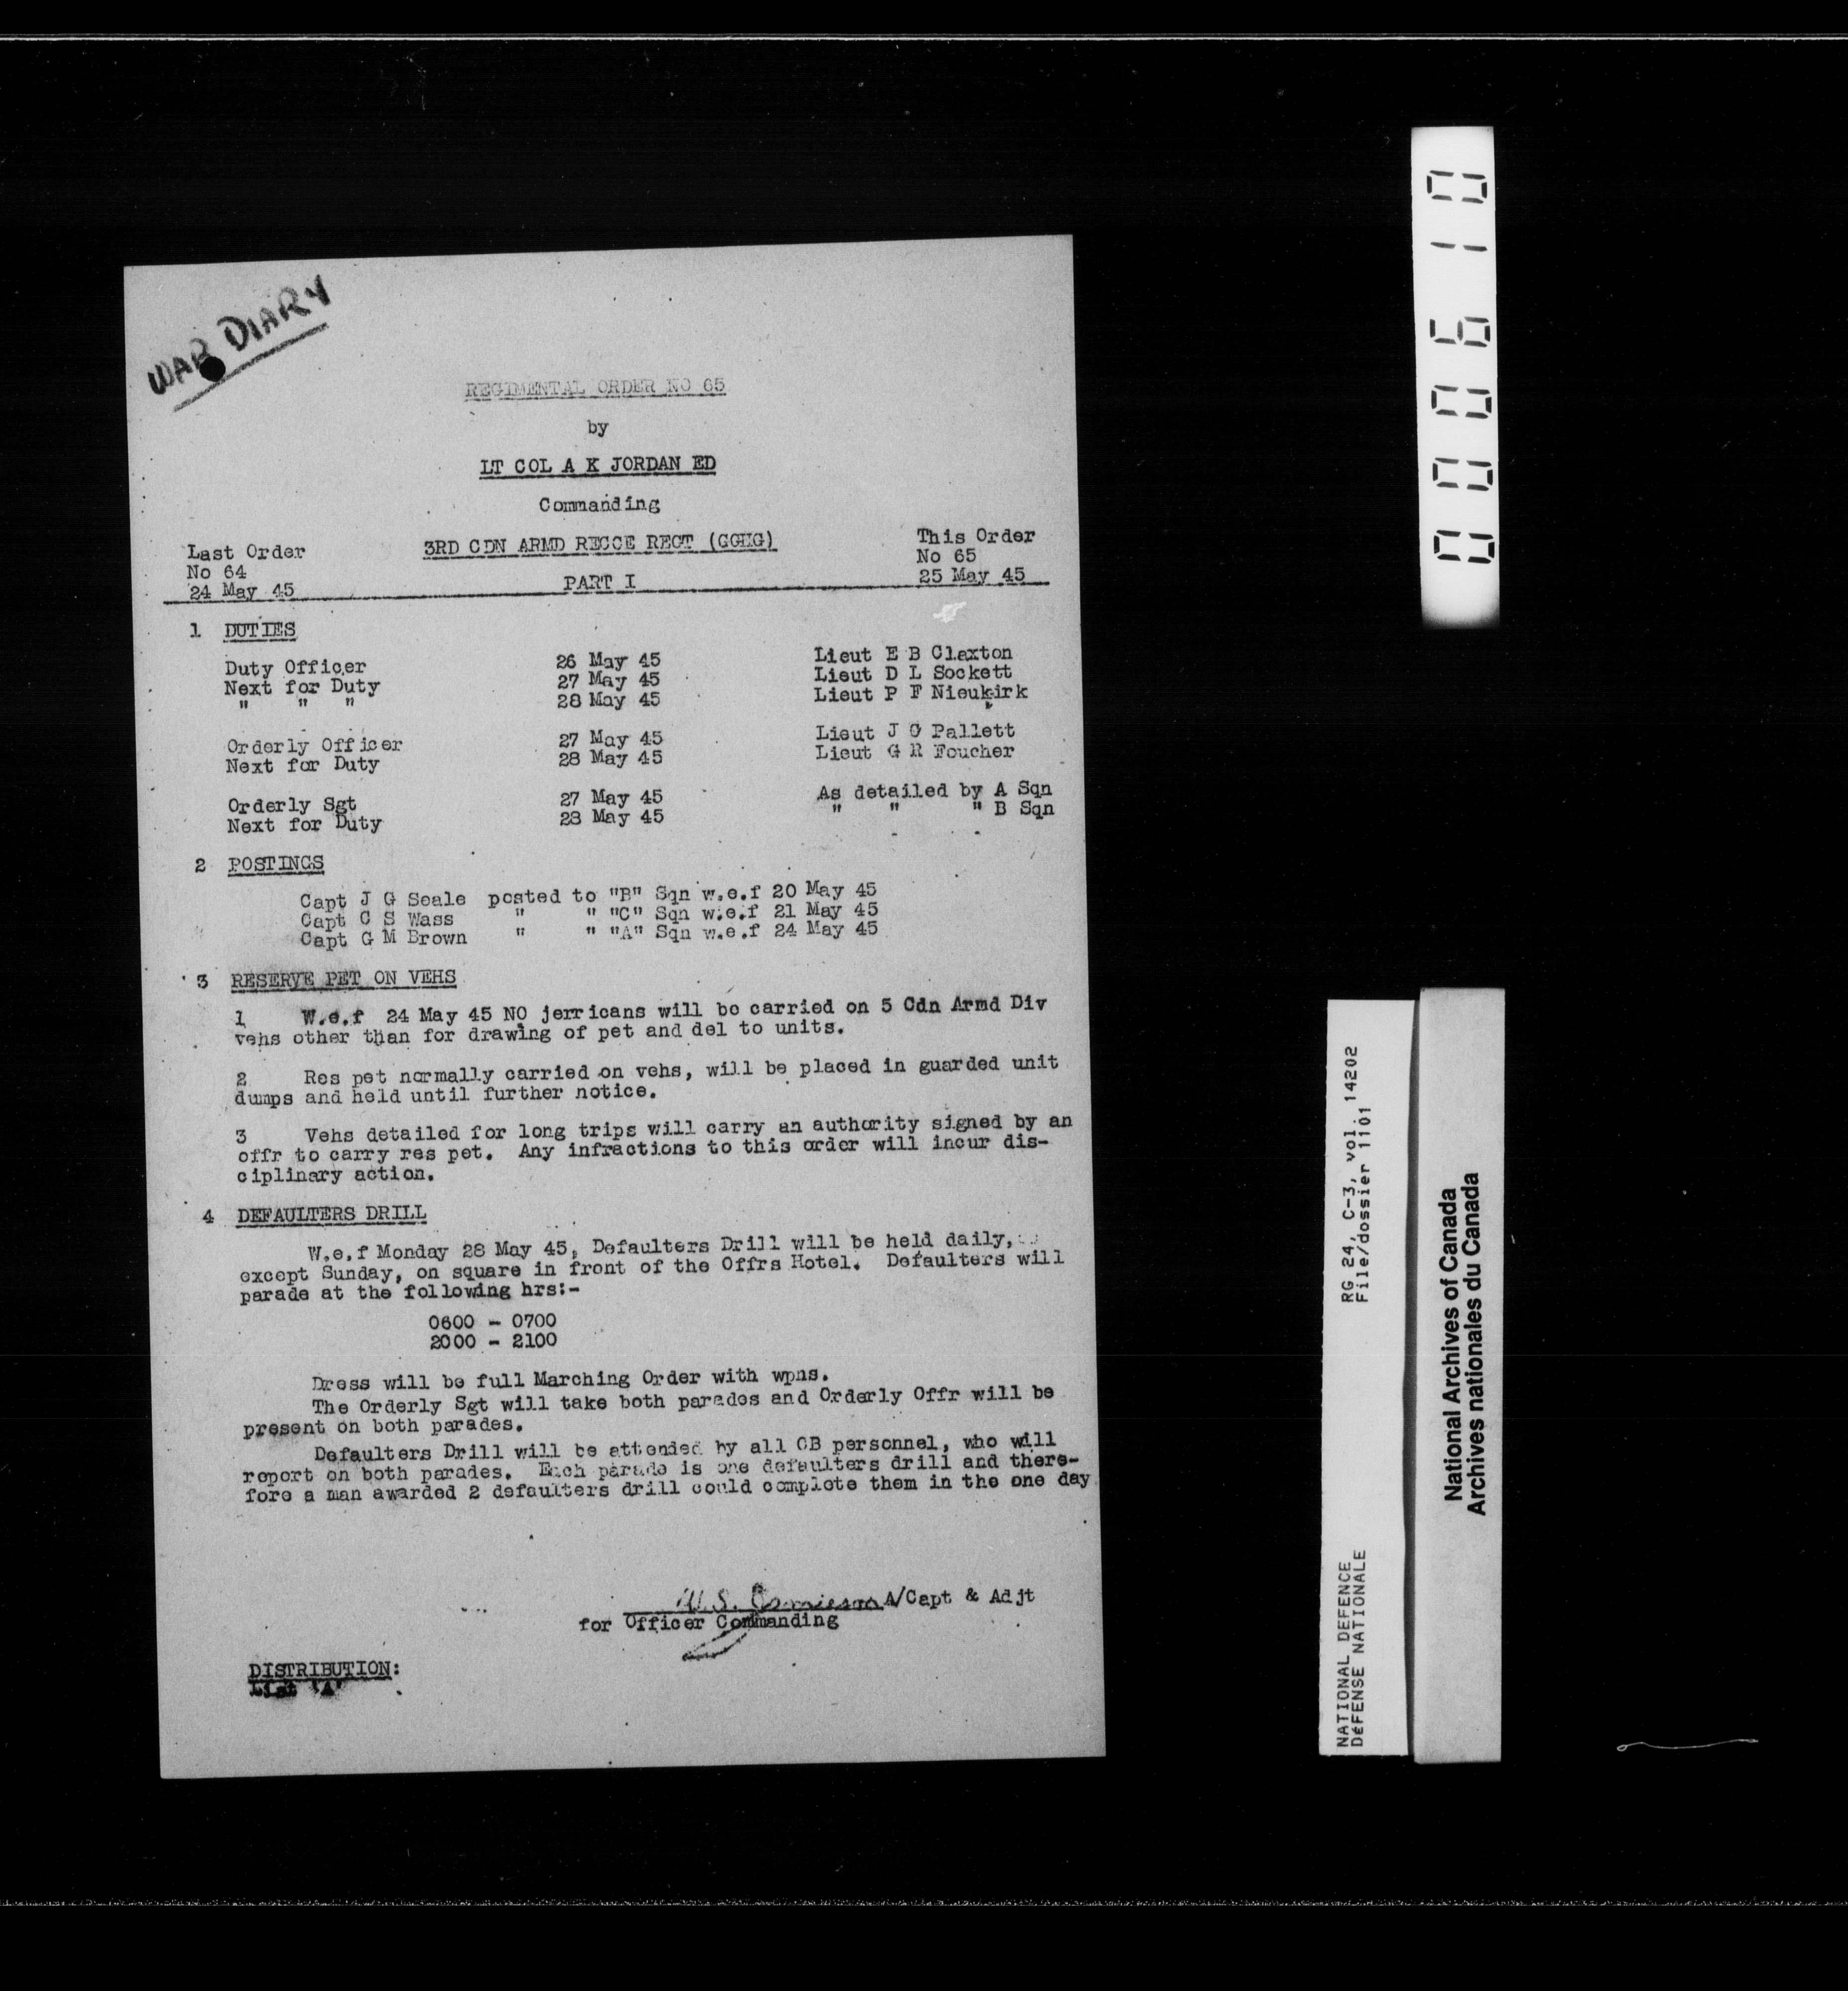 WAR DIARY
REGIMENTAL ORDER NO 65
by
LT COL A K JORDAN ED
Commanding
3RD CDN ARMD RECCE REGT (GGHG)
Last Order
No 64
24 May 45
PART I
This Order
No 65
25 May 45
1 DUTIES
Duty Officer 26 May 45 Lieut E B Claxton
Next for Duty 27 May 45 Lieut D L Sockett
" " " 28 May 45 Lieut P F Nieukirk
Orderly Officer 27 May 45 Lieut J G Pallett
Next for Duty 28 May 45 Lieut G R Foucher
Orderly Sgt 27 May 45 As detailed by A Sqn
Next for Duty 28 May 45 " " " B Sqn
2 POSTINGS
Capt J G Seale posted to "B" Sqn w.e.f 20 May 45
Capt C S Wass " " "C" Sqn w.e.f 21 May 45
Capt G M Brown " " "A" Sqn w.e.f 24 May 45
3 RESERVE PET ON VEHS
1 W.e.f 24 May 45 NO jerricans will be carried on 5 Cdn Armd Div
vehs other than for drawing of pet and del to units.
2 Res pet normally carried on vehs, will be placed in guarded unit
dumps and held until further notice.
3 Vehs detailed for long trips will carry an authority signed by an
offr to carry res pet. Any infractions to this order will incur dis-
ciplinary action.
4 DEFAULTERS DRILL
W.e.f Monday 28 May 45, Defaulters Drill will be held daily,
except Sunday, on square in front of the Offrs Hotel. Defaulters will
parade at the following hrs:-
0600 - 0700
2000 - 2100
Dress will be full Marching Order with wpns.
The Orderly Sgt will take both parades and Orderly Offr will be
present on both parades.
Defaulters Drill will be attended by all CB personnel, who will
report on both parades. Each parade is one defaulters drill and there-
fore a man awarded 2 defaulters drill could complete them in the one day
A/Capt & Adjt
for Officer Commanding
DISTRIBUTION:
List 'A'
000610
RG 24, C-3, vol. 14202
File/dossier 1101
NATIONAL DEFENCE
DéFENSE NATIONALE
National Archives of Canada
Archives nationales du Canada